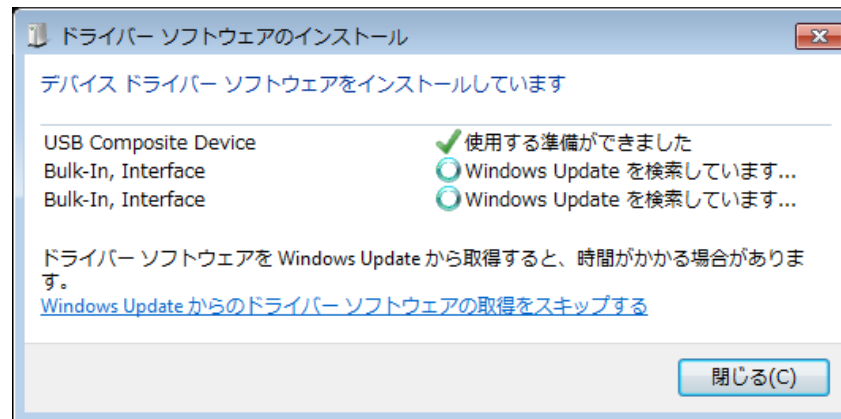 ドライバー ソフトウェアのインストール
デバイス ドライバー ソフトウェアをインストールしています
USB Composite Device 使用する準備ができました
Bulk-In, Interface Windows Update を検索しています...
Bulk-In, Interface Windows Update を検索しています...
ドライバー ソフトウェアを Windows Update から取得すると、時間がかかる場合がありま
す。
Windows Update からのドライバー ソフトウェアの取得をスキップする
閉じる(C)